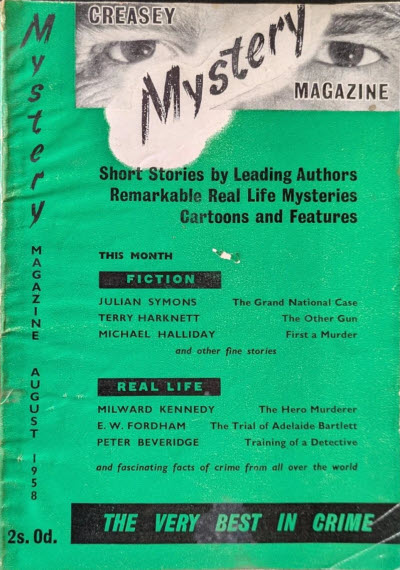 CREASEY
Mystery
MAGAZINE
Mystery
MAGAZINE AUGUST 1958
Short Stories by Leading Authors
Remarkable Real Life Mysteries
Cartoons and Features
THIS MONTH
FICTION
JULIAN SYMONS The Grand National Case
TERRY HARKNETT The Other Gun
MICHAEL HALLIDAY First a Murder
and other fine stories
REAL LIFE
MILWARD KENNEDY The Hero Murderer
E. W. FORDHAM The Trial of Adelaide Bartlett
PETER BEVERIDGE Training of a Detective
and fascinating facts of crime from all over the world
2s. 0d.
THE VERY BEST IN CRIME